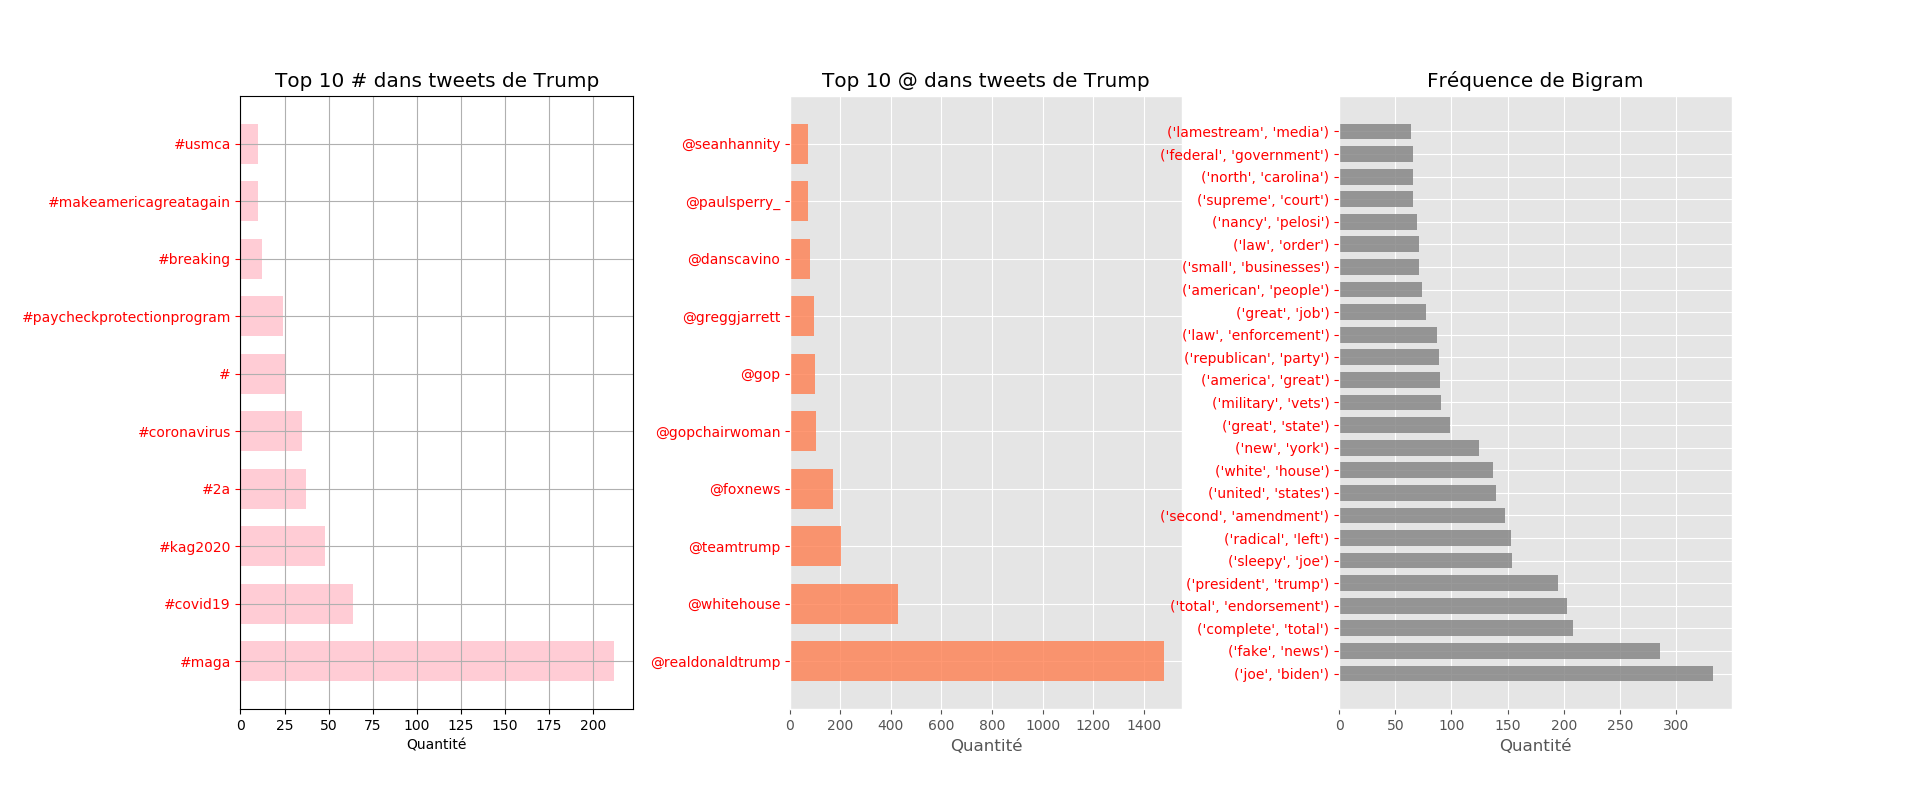 Top 10 # dans tweets de Trump
#usmca
#makeamericagreatagain
#breaking
#paycheckprotectionprogram
#
#coronavirus
#2a
#kag2020
#covid19
#maga
0 25 50 75 100 125 150 175 200
Quantité
Top 10 @ dans tweets de Trump
@seanhannity
@paulsperry_
@danscavino
@greggjarrett
@gop
@gopchairwoman
@foxnews
@teamtrump
@whitehouse
@realdonaldtrump
0 200 400 600 800 1000 1200 1400
Quantité
Fréquence de Bigram
('lamestream', 'media')
('federal', 'government')
('north', 'carolina')
('supreme', 'court')
('nancy', 'pelosi')
('law', 'order')
('small', 'businesses')
('american', 'people')
('great', 'job')
('law', 'enforcement')
('republican', 'party')
('america', 'great')
('military', 'vets')
('great', 'state')
('new', 'york')
('white', 'house')
('united', 'states')
('second', 'amendment')
('radical', 'left')
('sleepy', 'joe')
('president', 'trump')
('total', 'endorsement')
('complete', 'total')
('fake', 'news')
('joe', 'biden')
0 50 100 150 200 250 300
Quantité